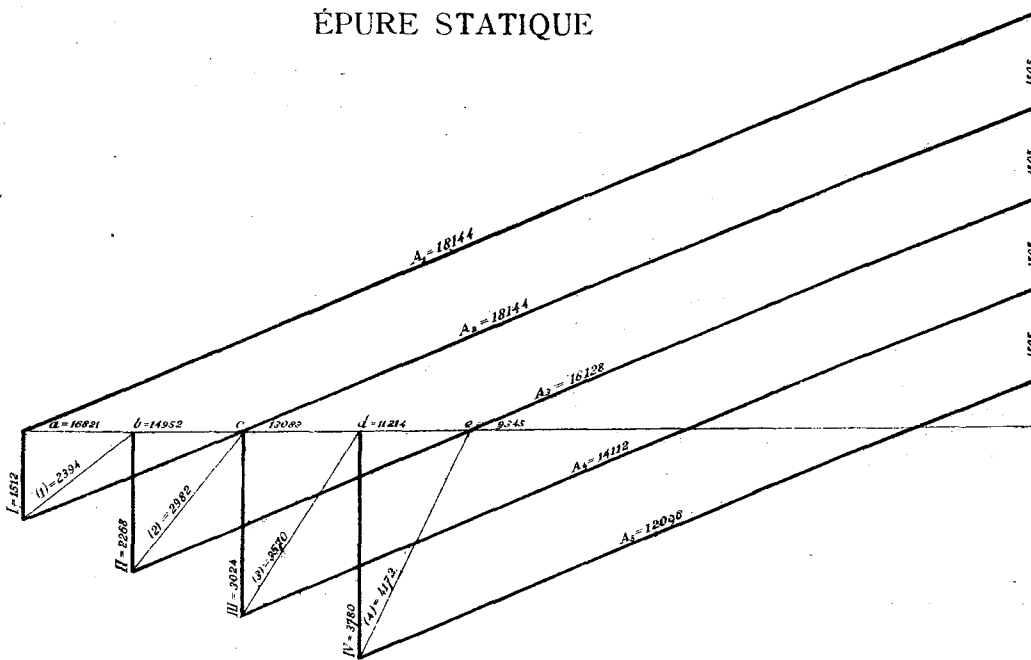 ÉPURE STATIQUE
A₁=18144
A₂=18144
A₃=16128
A₄=14112
A₅=12096
a=16821
b=14952
c 13083
d=11214
e 9345
I=1512
(1)=2394
II=2268
(2)=2982
III=3024
(3)=3570
IV=3780
(4)=4173